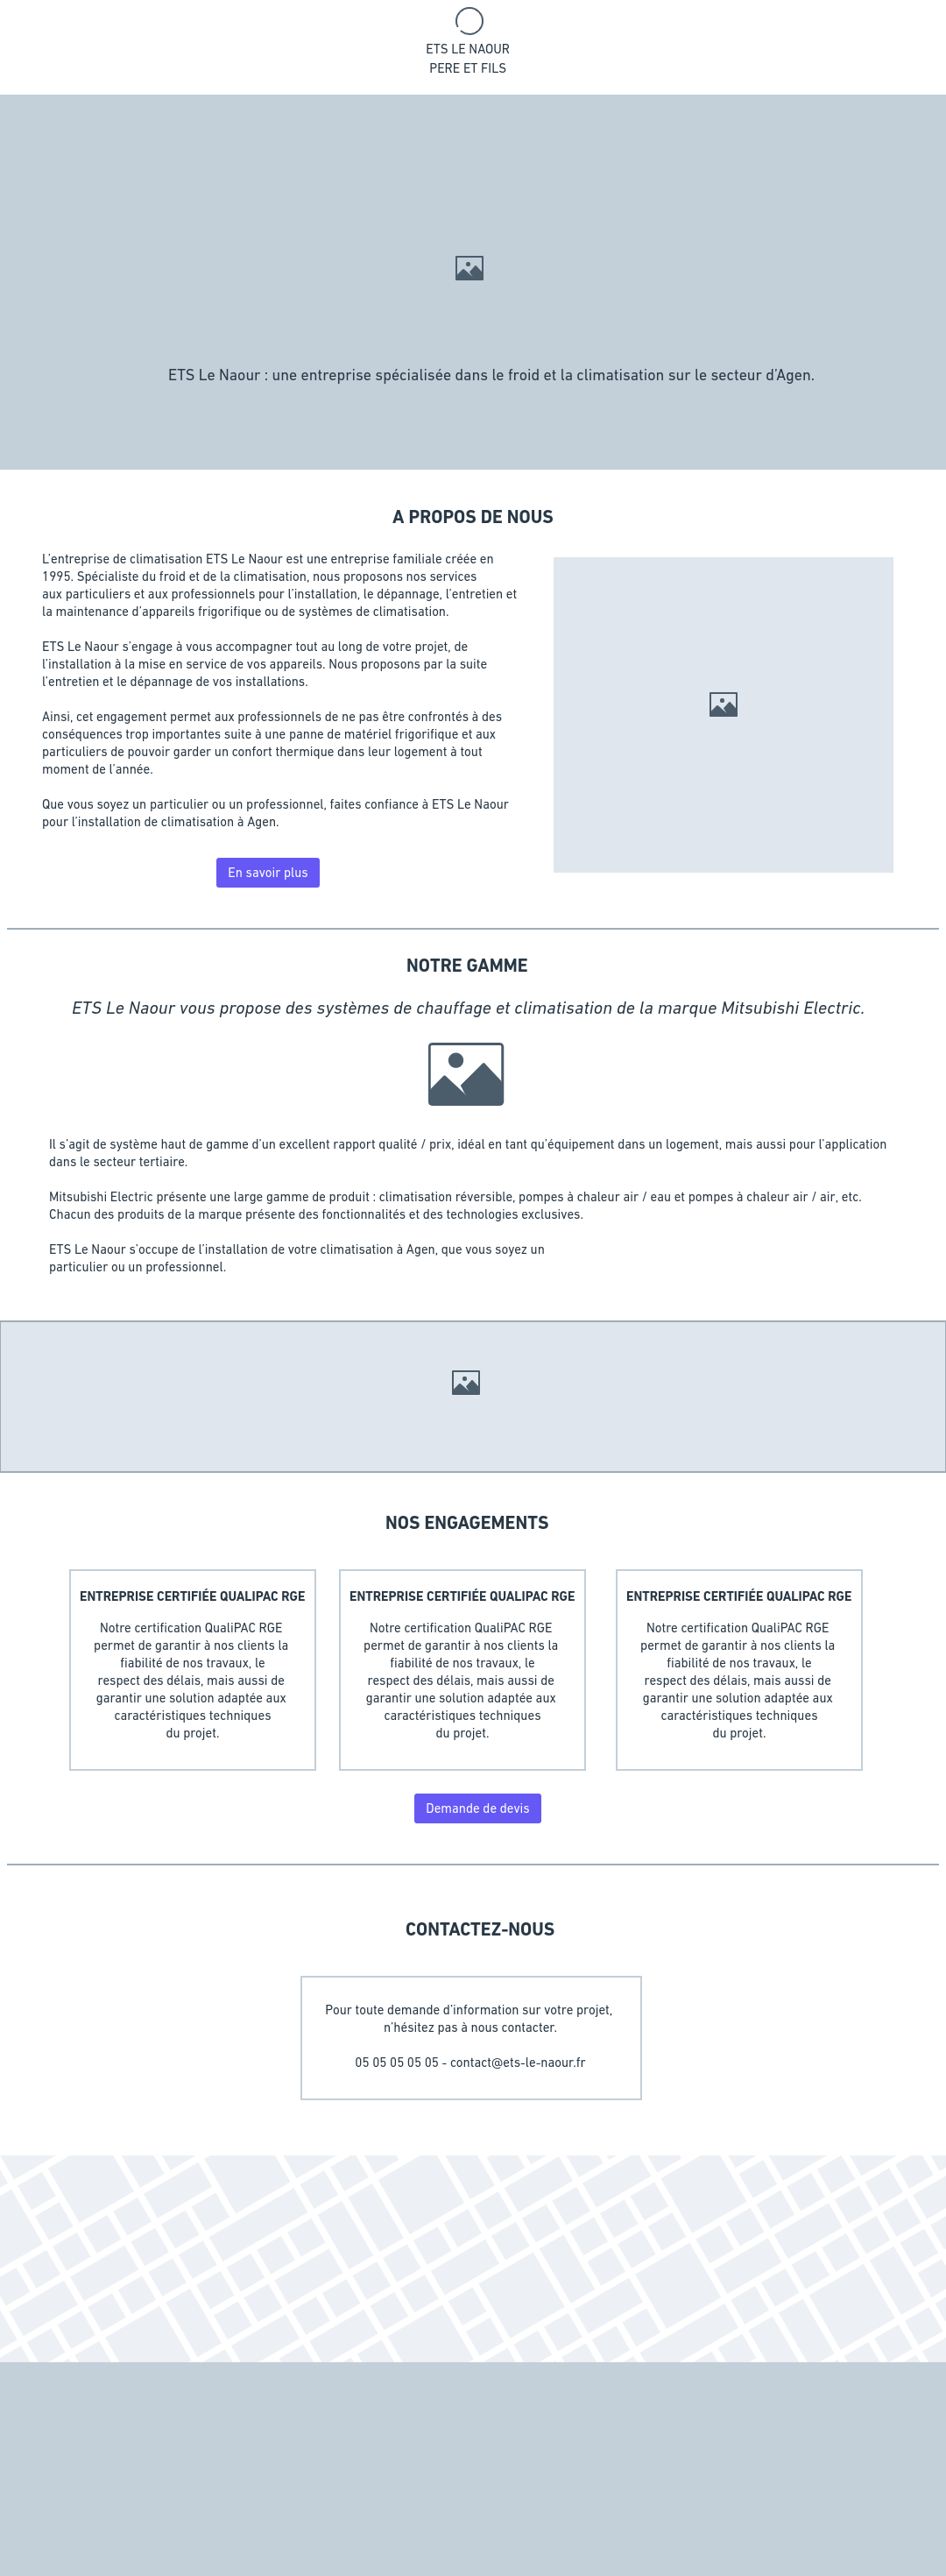 ETS LE NAOUR
PERE ET FILS
ETS Le Naour : une entreprise spécialisée dans le froid et la climatisation sur le secteur d’Agen.
A PROPOS DE NOUS
L’entreprise de climatisation ETS Le Naour est une entreprise familiale créée en
1995. Spécialiste du froid et de la climatisation, nous proposons nos services
aux particuliers et aux professionnels pour l’installation, le dépannage, l’entretien et
la maintenance d’appareils frigorifique ou de systèmes de climatisation.
ETS Le Naour s’engage à vous accompagner tout au long de votre projet, de
l’installation à la mise en service de vos appareils. Nous proposons par la suite
l’entretien et le dépannage de vos installations.
Ainsi, cet engagement permet aux professionnels de ne pas être confrontés à des
conséquences trop importantes suite à une panne de matériel frigorifique et aux
particuliers de pouvoir garder un confort thermique dans leur logement à tout
moment de l’année.
Que vous soyez un particulier ou un professionnel, faites confiance à ETS Le Naour
pour l’installation de climatisation à Agen.
En savoir plus
NOTRE GAMME
ETS Le Naour vous propose des systèmes de chauffage et climatisation de la marque Mitsubishi Electric.
Il s’agit de système haut de gamme d’un excellent rapport qualité / prix, idéal en tant qu’équipement dans un logement, mais aussi pour l’application
dans le secteur tertiaire.
Mitsubishi Electric présente une large gamme de produit : climatisation réversible, pompes à chaleur air / eau et pompes à chaleur air / air, etc.
Chacun des produits de la marque présente des fonctionnalités et des technologies exclusives.
ETS Le Naour s’occupe de l’installation de votre climatisation à Agen, que vous soyez un
particulier ou un professionnel.
NOS ENGAGEMENTS
ENTREPRISE CERTIFIÉE QUALIPAC RGE
Notre certification QualiPAC RGE
permet de garantir à nos clients la
fiabilité de nos travaux, le
respect des délais, mais aussi de
garantir une solution adaptée aux
caractéristiques techniques
du projet.
ENTREPRISE CERTIFIÉE QUALIPAC RGE
Notre certification QualiPAC RGE
permet de garantir à nos clients la
fiabilité de nos travaux, le
respect des délais, mais aussi de
garantir une solution adaptée aux
caractéristiques techniques
du projet.
ENTREPRISE CERTIFIÉE QUALIPAC RGE
Notre certification QualiPAC RGE
permet de garantir à nos clients la
fiabilité de nos travaux, le
respect des délais, mais aussi de
garantir une solution adaptée aux
caractéristiques techniques
du projet.
Demande de devis
CONTACTEZ-NOUS
Pour toute demande d’information sur votre projet,
n’hésitez pas à nous contacter.
05 05 05 05 05 - contact@ets-le-naour.fr